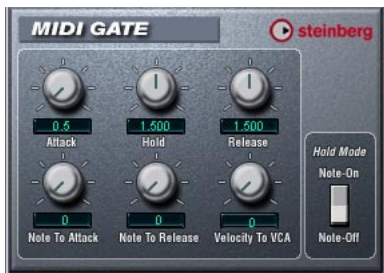 MIDI GATE
steinberg
0.5 1.500 1.500
Attack Hold Release
0 0 0
Note To Attack Note To Release Velocity To VCA
Hold Mode
Note-On
Note-Off